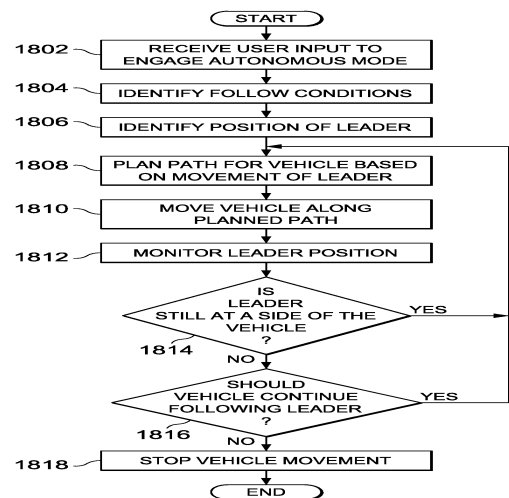 START
1802
RECEIVE USER INPUT TO
ENGAGE AUTONOMOUS MODE
1804
IDENTIFY FOLLOW CONDITIONS
1806
IDENTIFY POSITION OF LEADER
1808
PLAN PATH FOR VEHICLE BASED
ON MOVEMENT OF LEADER
1810
MOVE VEHICLE ALONG
PLANNED PATH
1812
MONITOR LEADER POSITION
IS
LEADER
STILL AT A SIDE OF THE
VEHICLE
?
YES
1814
NO
SHOULD
VEHICLE CONTINUE
FOLLOWING LEADER
?
YES
1816
NO
1818
STOP VEHICLE MOVEMENT
END